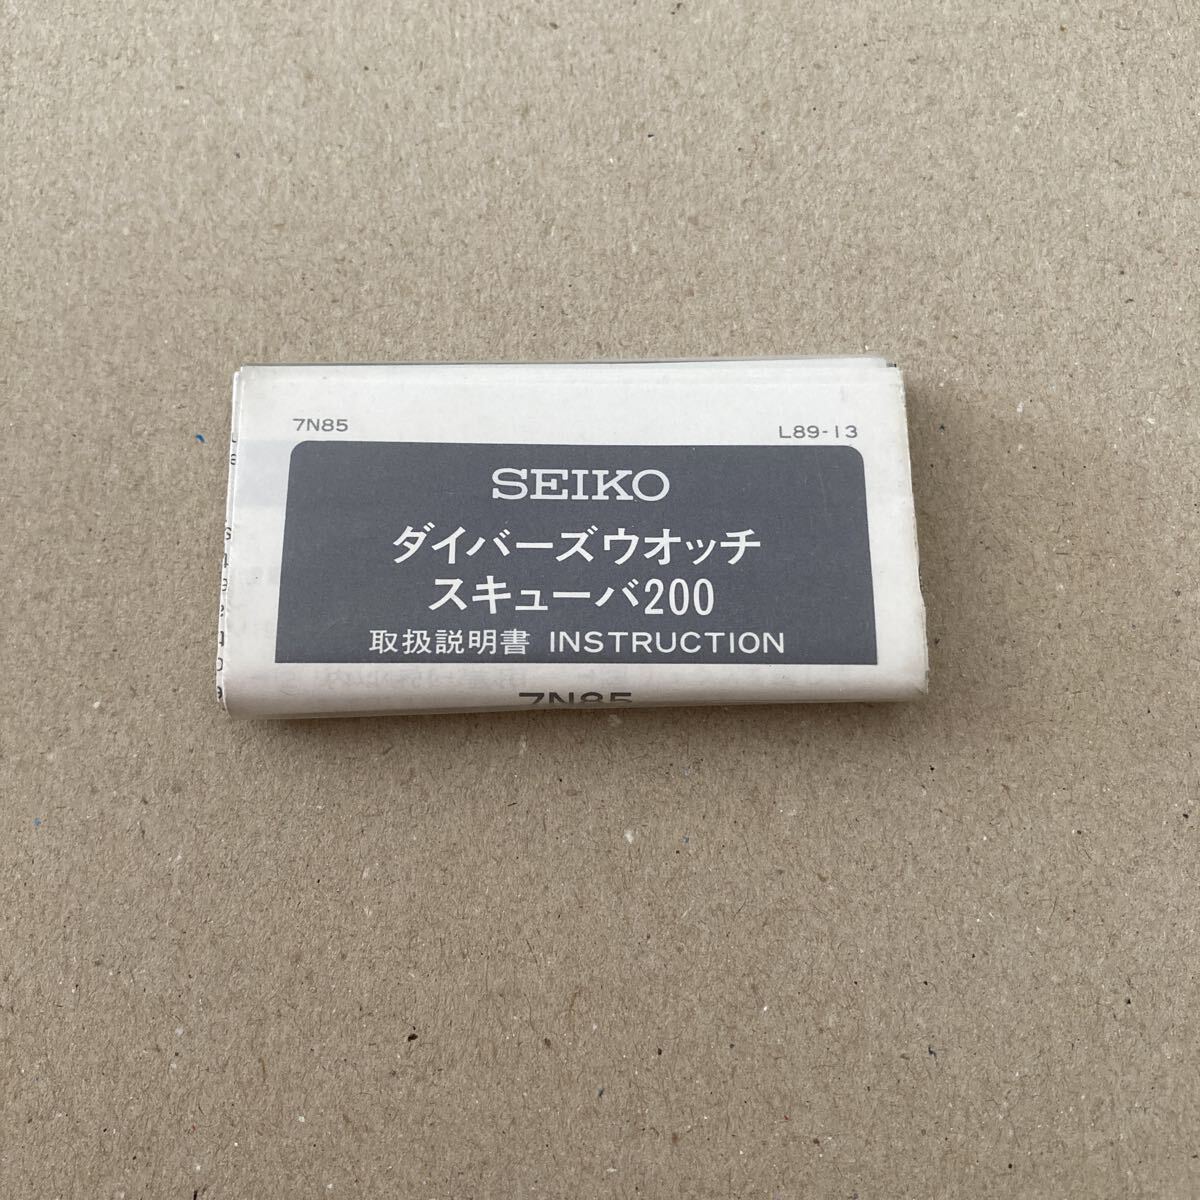 7N85
L89-13
SEIKO
ダイバーズウオッチ
スキューバ200
取扱説明書 INSTRUCTION
7N85